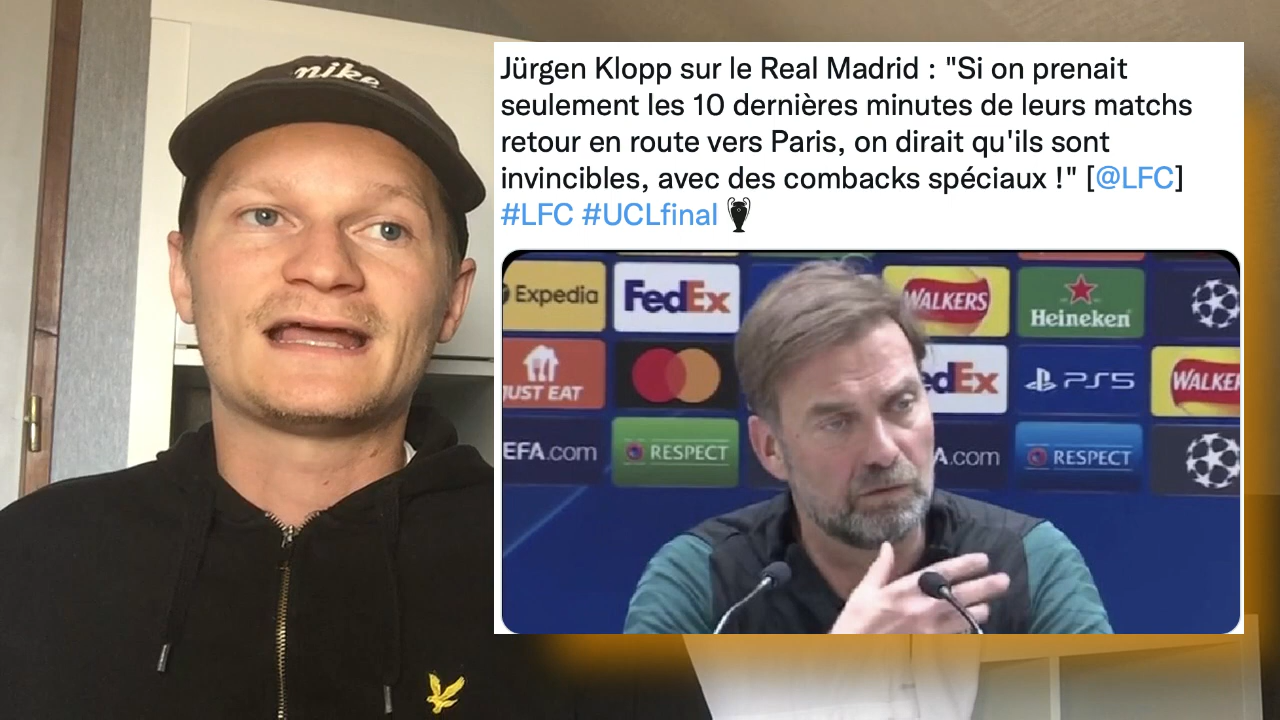 nike
Jürgen Klopp sur le Real Madrid : "Si on prenait
seulement les 10 dernières minutes de leurs matchs
retour en route vers Paris, on dirait qu'ils sont
invincibles, avec des combacks spéciaux !" [@LFC]
#LFC #UCLfinal
Expedia
FedEx
WALKERS
Heineken
JUST EAT
edEx
PS5
WALKER
EFA.com
RESPECT
A.com
RESPECT